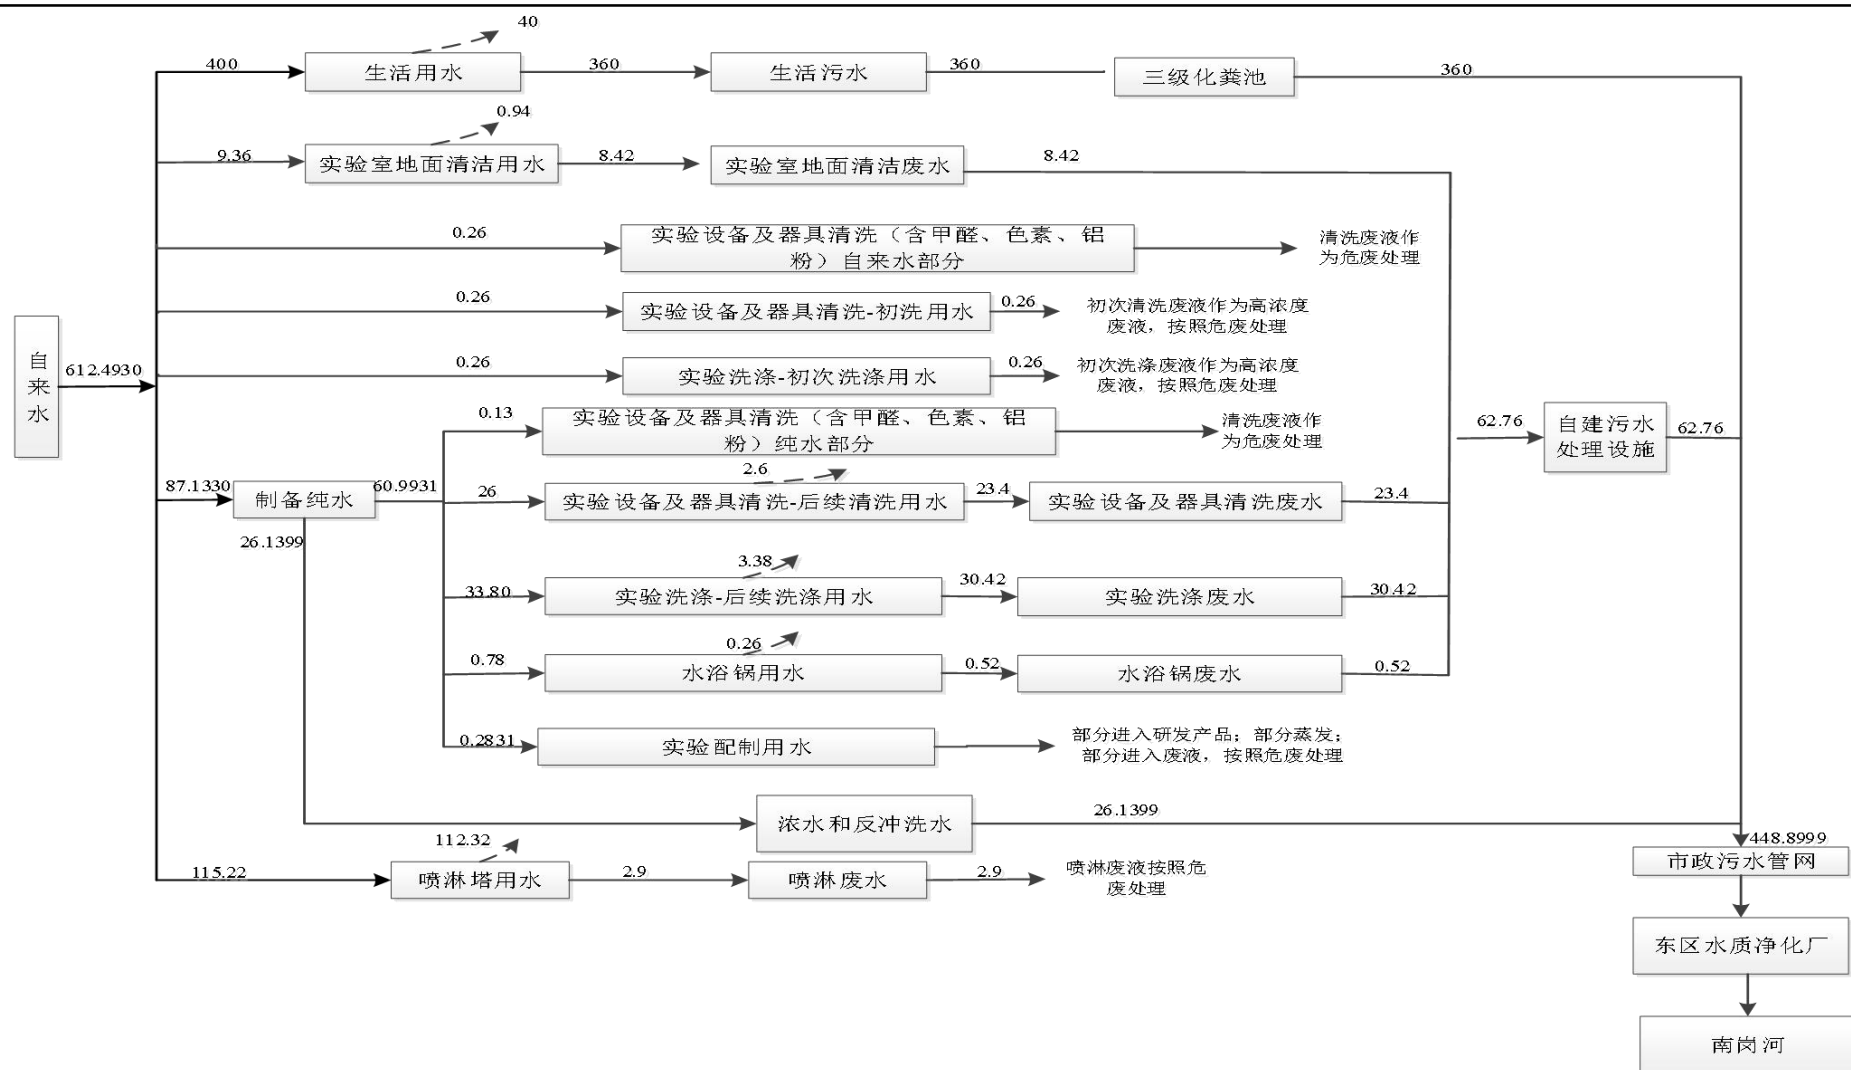 40
400
生活用水
360
生活污水
360
三级化粪池
360
0.94
9.36
实验室地面清洁用水
8.42
实验室地面清洁废水
8.42
0.26
实验设备及器具清洗（含甲醛、色素、铝
粉）自来水部分
清洗废液作
为危废处理
0.26
实验设备及器具清洗-初洗用水
0.26
初次清洗废液作为高浓度
废液，按照危废处理
自
来
水
612.4930
0.26
实验洗涤-初次洗涤用水
0.26
初次洗涤废液作为高浓度
废液，按照危废处理
0.13
实验设备及器具清洗（含甲醛、色素、铝
粉）纯水部分
清洗废液作
为危废处理
62.76
自建污水
处理设施
62.76
87.1330
制备纯水
60.9931
26
2.6
实验设备及器具清洗-后续清洗用水
23.4
实验设备及器具清洗废水
23.4
26.1399
3.38
33.80
实验洗涤-后续洗涤用水
30.42
实验洗涤废水
30.42
0.26
0.78
水浴锅用水
0.52
水浴锅废水
0.52
0.2831
实验配制用水
部分进入研发产品；部分蒸发；
部分进入废液，按照危废处理
浓水和反冲洗水
26.1399
448.8999
112.32
115.22
喷淋塔用水
2.9
喷淋废水
2.9
喷淋废液按照危
废处理
市政污水管网
东区水质净化厂
南岗河